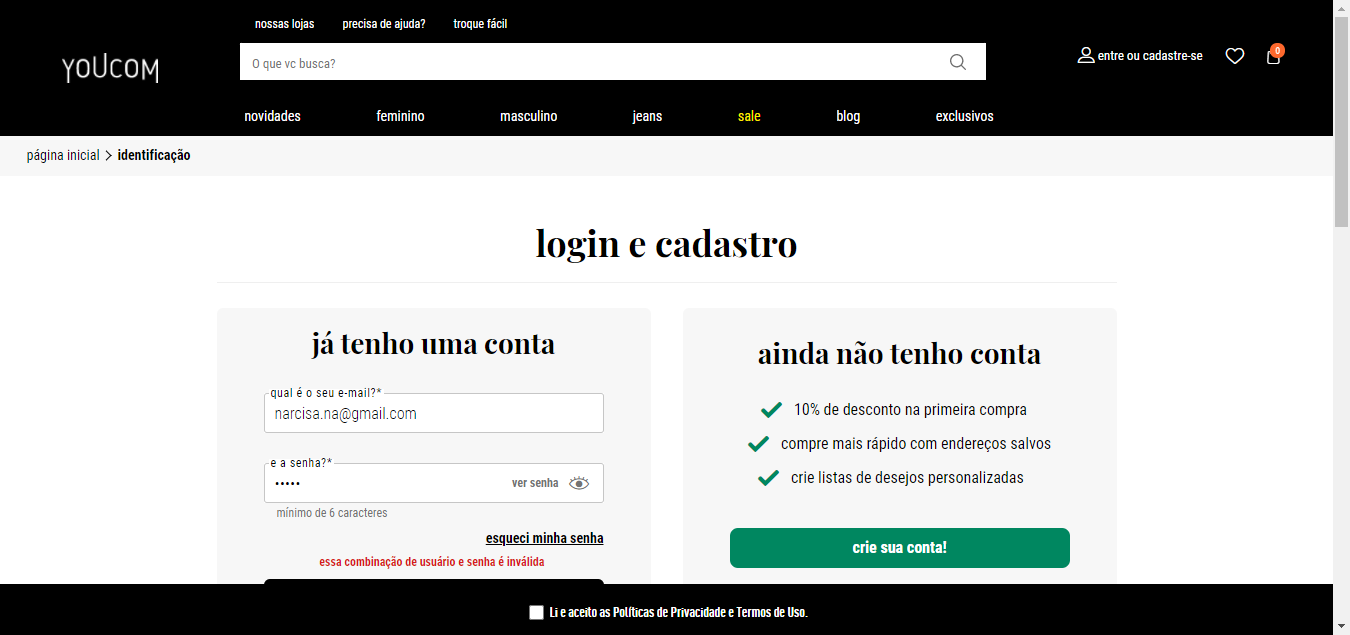 nossas lojas precisa de ajuda? troque fácil
YOUCOM
O que vc busca?
entre ou cadastre-se
0
novidades feminino masculino jeans sale blog exclusivos
página inicial > identificação
login e cadastro
já tenho uma conta
qual é o seu e-mail?*
narcisa.na@gmail.com
e a senha?*
••••• ver senha
mínimo de 6 caracteres
esqueci minha senha
essa combinação de usuário e senha é inválida
ainda não tenho conta
10% de desconto na primeira compra
compre mais rápido com endereços salvos
crie listas de desejos personalizadas
crie sua conta!
Li e aceito as Políticas de Privacidade e Termos de Uso.